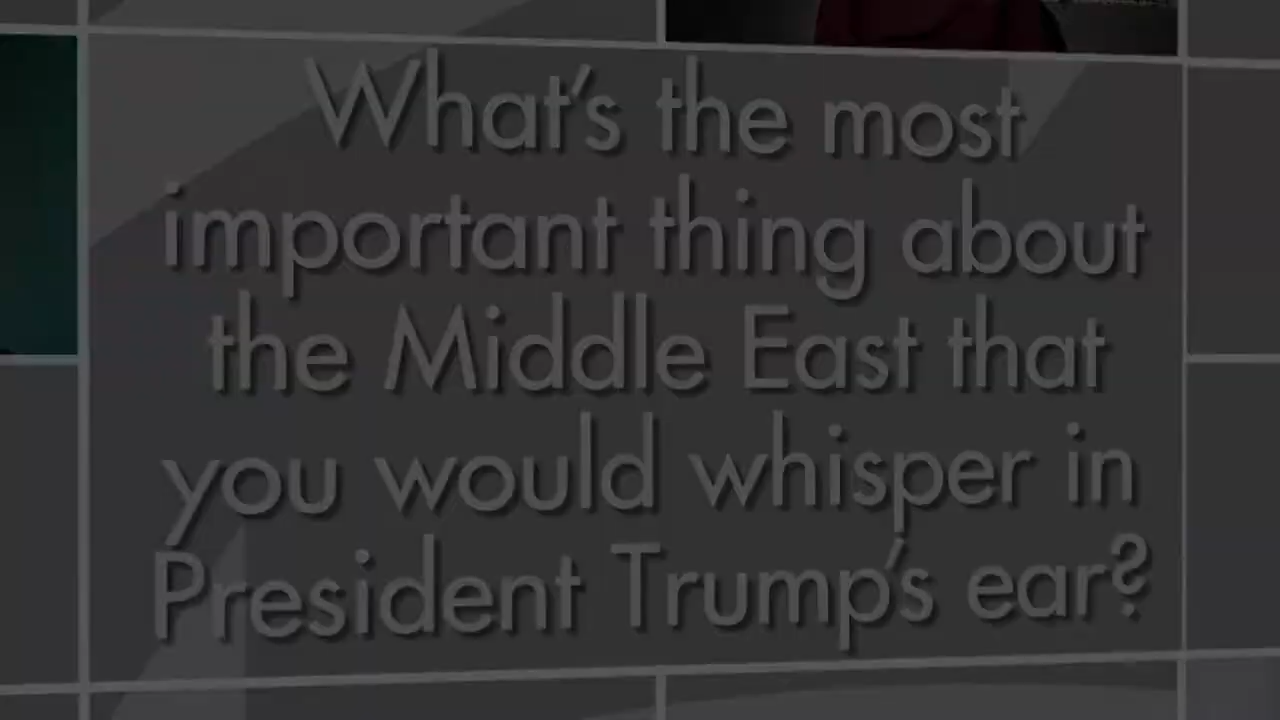 What's the most
important thing about
the Middle East that
you would whisper in
President Trump's ear?